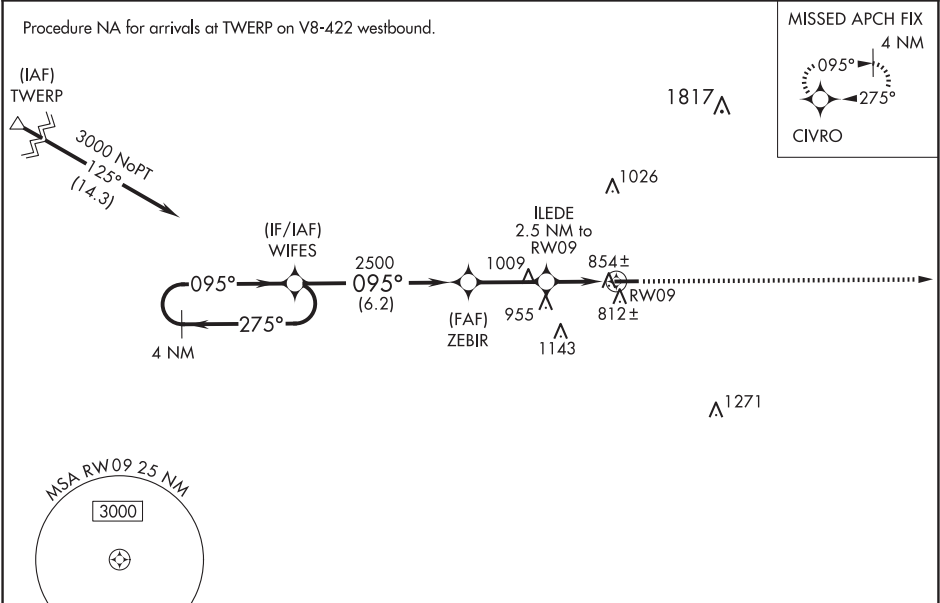 Procedure NA for arrivals at TWERP on V8-422 westbound.
MISSED APCH FIX
4 NM
095°
275°
CIVRO
(IAF)
TWERP
3000 NoPT
125°
(14.3)
1817
1026
(IF/IAF)
WIFES
ILEDE
2.5 NM to
RW09
095°
2500
095°
(6.2)
1009
854±
RW09
275°
4 NM
(FAF)
ZEBIR
955
812±
1143
1271
MSA RW09 25 NM
3000